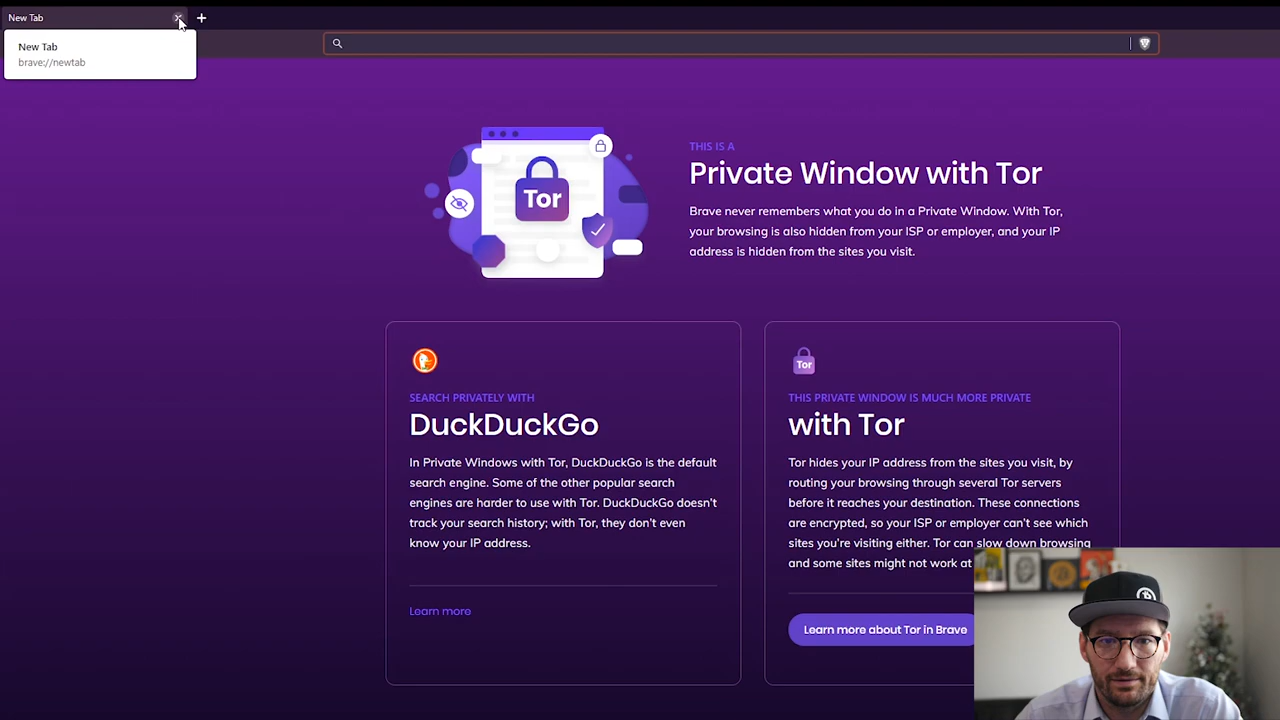 New Tab
New Tab
brave://newtab
Tor
THIS IS A
Private Window with Tor
Brave never remembers what you do in a Private Window. With Tor,
your browsing is also hidden from your ISP or employer, and your IP
address is hidden from the sites you visit.
SEARCH PRIVATELY WITH
DuckDuckGo
In Private Windows with Tor, DuckDuckGo is the default
search engine. Some of the other popular search
engines are harder to use with Tor. DuckDuckGo doesn't
track your search history; with Tor, they don't even
know your IP address.
Learn more
Tor
THIS PRIVATE WINDOW IS MUCH MORE PRIVATE
with Tor
Tor hides your IP address from the sites you visit, by
routing your browsing through several Tor servers
before it reaches your destination. These connections
are encrypted, so your ISP or employer can't see which
sites you're visiting either. Tor can slow down browsing
and some sites might not work at
Learn more about Tor in Brave